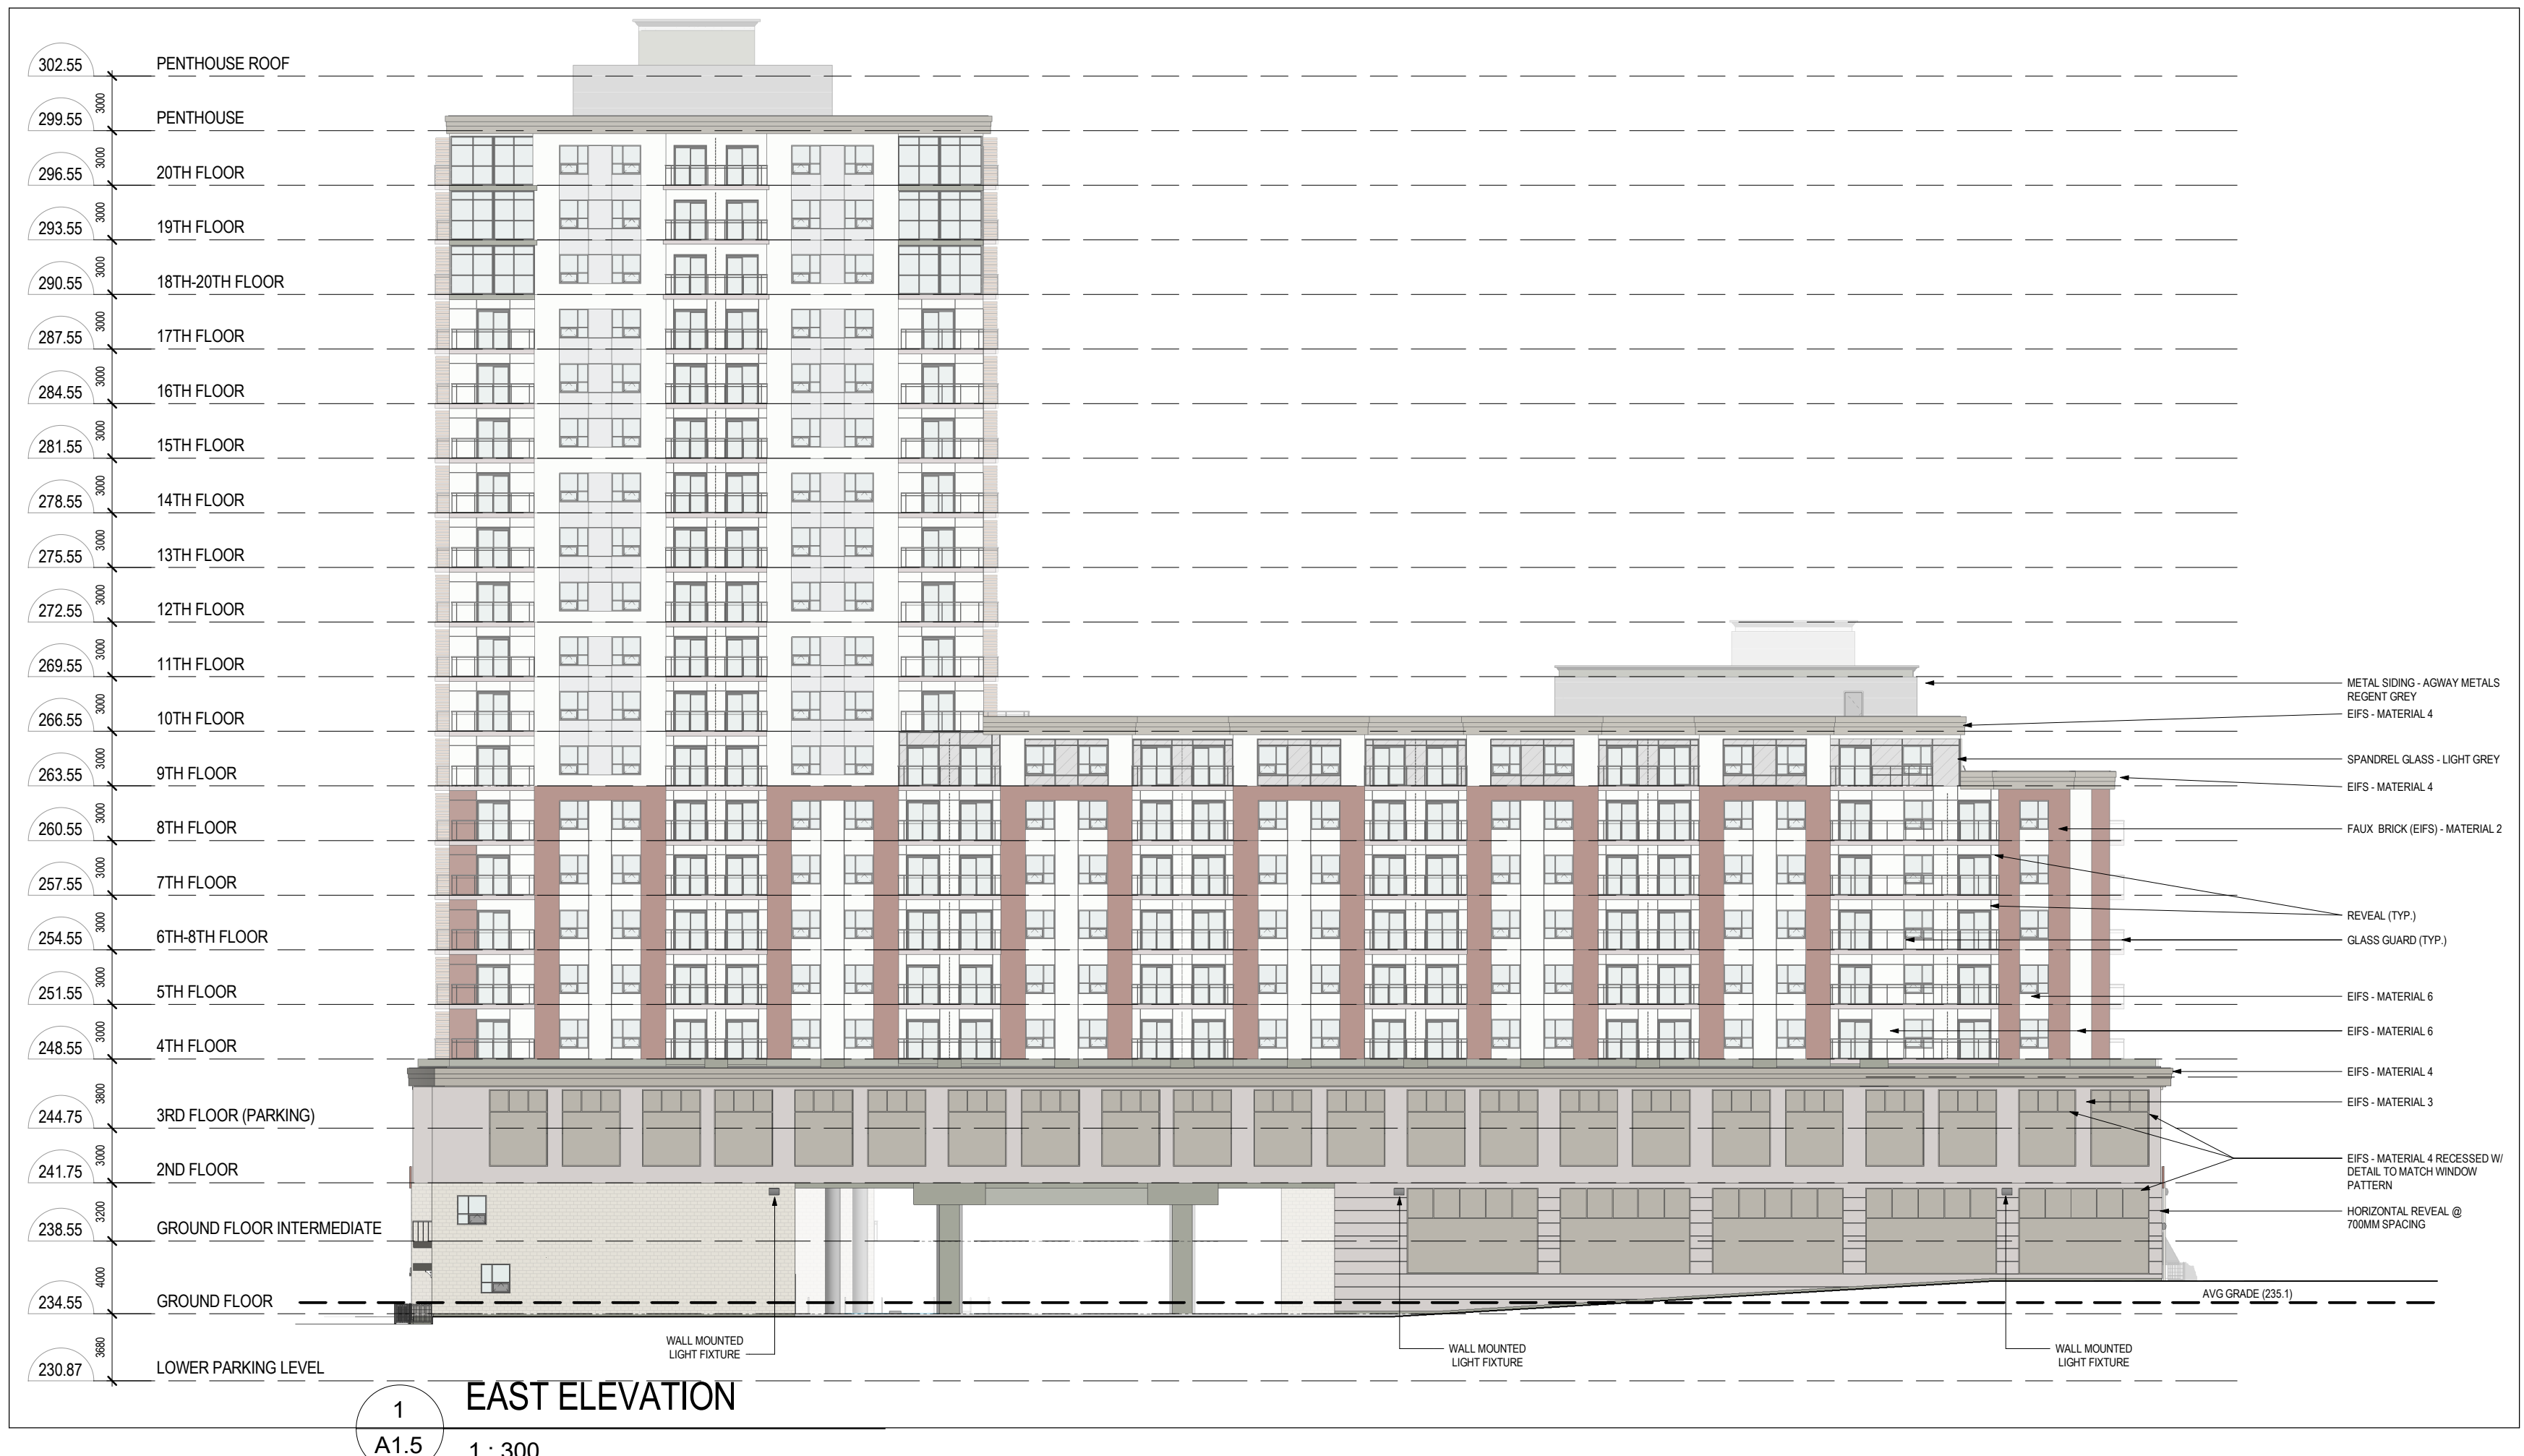 302.55 PENTHOUSE ROOF
3000
299.55 PENTHOUSE
3000
296.55 20TH FLOOR
3000
293.55 19TH FLOOR
3000
290.55 18TH-20TH FLOOR
3000
287.55 17TH FLOOR
3000
284.55 16TH FLOOR
3000
281.55 15TH FLOOR
3000
278.55 14TH FLOOR
3000
275.55 13TH FLOOR
3000
272.55 12TH FLOOR
3000
269.55 11TH FLOOR
3000
266.55 10TH FLOOR
3000
263.55 9TH FLOOR
3000
260.55 8TH FLOOR
3000
257.55 7TH FLOOR
3000
254.55 6TH-8TH FLOOR
3000
251.55 5TH FLOOR
3000
248.55 4TH FLOOR
3800
244.75 3RD FLOOR (PARKING)
3000
241.75 2ND FLOOR
3200
238.55 GROUND FLOOR INTERMEDIATE
4000
234.55 GROUND FLOOR
3680
230.87 LOWER PARKING LEVEL
METAL SIDING - AGWAY METALS
REGENT GREY
EIFS - MATERIAL 4
SPANDREL GLASS - LIGHT GREY
EIFS - MATERIAL 4
FAUX BRICK (EIFS) - MATERIAL 2
REVEAL (TYP.)
GLASS GUARD (TYP.)
EIFS - MATERIAL 6
EIFS - MATERIAL 6
EIFS - MATERIAL 4
EIFS - MATERIAL 3
EIFS - MATERIAL 4 RECESSED W/
DETAIL TO MATCH WINDOW
PATTERN
HORIZONTAL REVEAL @
700MM SPACING
AVG GRADE (235.1)
WALL MOUNTED
LIGHT FIXTURE
WALL MOUNTED
LIGHT FIXTURE
WALL MOUNTED
LIGHT FIXTURE
1
A1.5
EAST ELEVATION
1 : 300